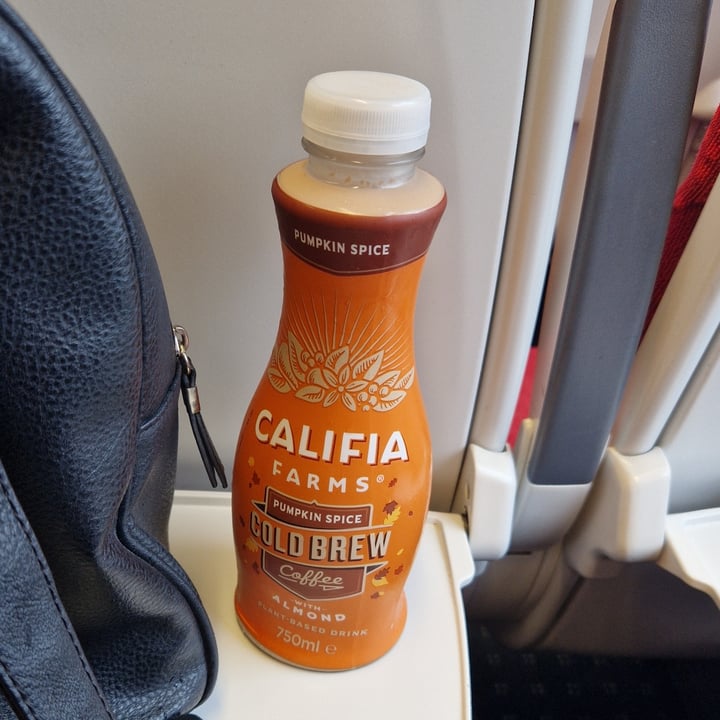 PUMPKIN SPICE
CALIFIA
FARMS®
PUMPKIN SPICE
COLD BREW
Coffee
-WITH-
ALMOND
PLANT-BASED DRINK
750ml ℮